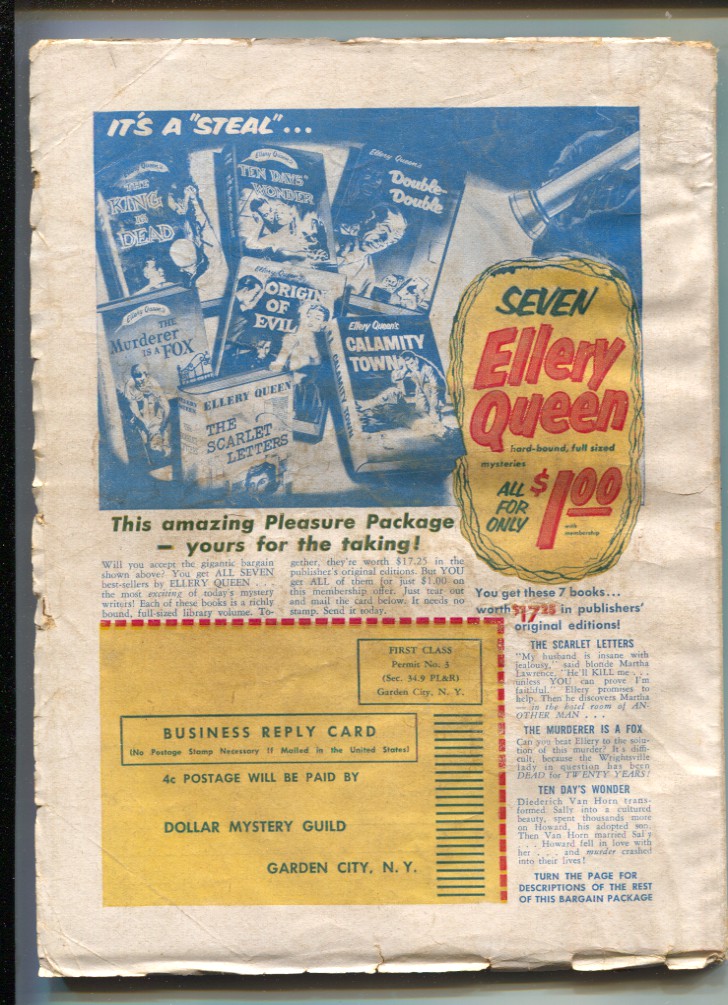 IT'S A "STEAL"...
Ellery Queen's
THE
KING
IS
DEAD
Ellery Queen's
TEN DAYS'
WONDER
Ellery Queen's
Double-
Double
Ellery Queen's
THE
Murderer
IS A FOX
Ellery Queen's
ORIGIN
OF
EVIL
Ellery Queen's
CALAMITY
TOWN
CALAMITY TOWN
ELLERY QUEEN
THE
SCARLET
LETTERS
SEVEN
Ellery
Queen
hard-bound, full sized
mysteries
ALL
FOR
ONLY
$1.00
with
membership
This amazing Pleasure Package
— yours for the taking!
Will you accept the gigantic bargain
shown above? You get ALL SEVEN
best-sellers by ELLERY QUEEN . . .
the most exciting of today's mystery
writers! Each of these books is a richly
bound, full-sized library volume. To-
gether, they're worth $17.25 in the
publisher's original editions. But YOU
get ALL of them for just $1.00 on
this membership offer. Just tear out
and mail the card below. It needs no
stamp. Send it today.
You get these 7 books...
worth $17.25 in publishers'
original editions!
THE SCARLET LETTERS
"My husband is insane with
jealousy," said blonde Martha
Lawrence. "He'll KILL me . . .
unless YOU can prove I'm
faithful." Ellery promises to
help. Then he discovers Martha
— in the hotel room of AN-
OTHER MAN . . .
THE MURDERER IS A FOX
Can you beat Ellery to the solu-
tion of this murder? It's diffi-
cult, because the Wrightsville
lady in question has been
DEAD for TWENTY YEARS!
TEN DAY'S WONDER
Diederich Van Horn trans-
formed Sally into a cultured
beauty, spent thousands more
on Howard, his adopted son.
Then Van Horn married Sally
. . . Howard fell in love with
her . . . and murder crashed
into their lives!
TURN THE PAGE FOR
DESCRIPTIONS OF THE REST
OF THIS BARGAIN PACKAGE
FIRST CLASS
Permit No. 3
(Sec. 34.9 PL&R)
Garden City, N. Y.
BUSINESS REPLY CARD
(No Postage Stamp Necessary If Mailed in the United States)
4c POSTAGE WILL BE PAID BY
DOLLAR MYSTERY GUILD
GARDEN CITY, N. Y.